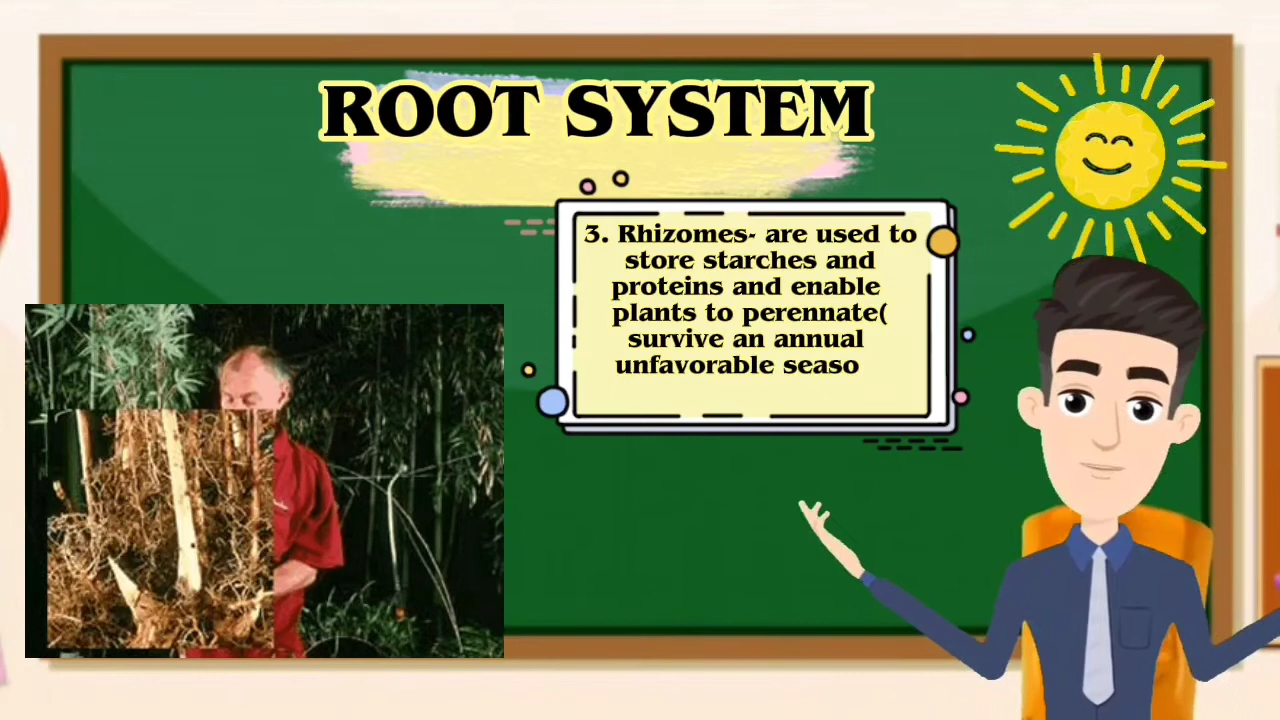 ROOT SYSTEM
3. Rhizomes- are used to
store starches and
proteins and enable
plants to perennate(
survive an annual
unfavorable seaso